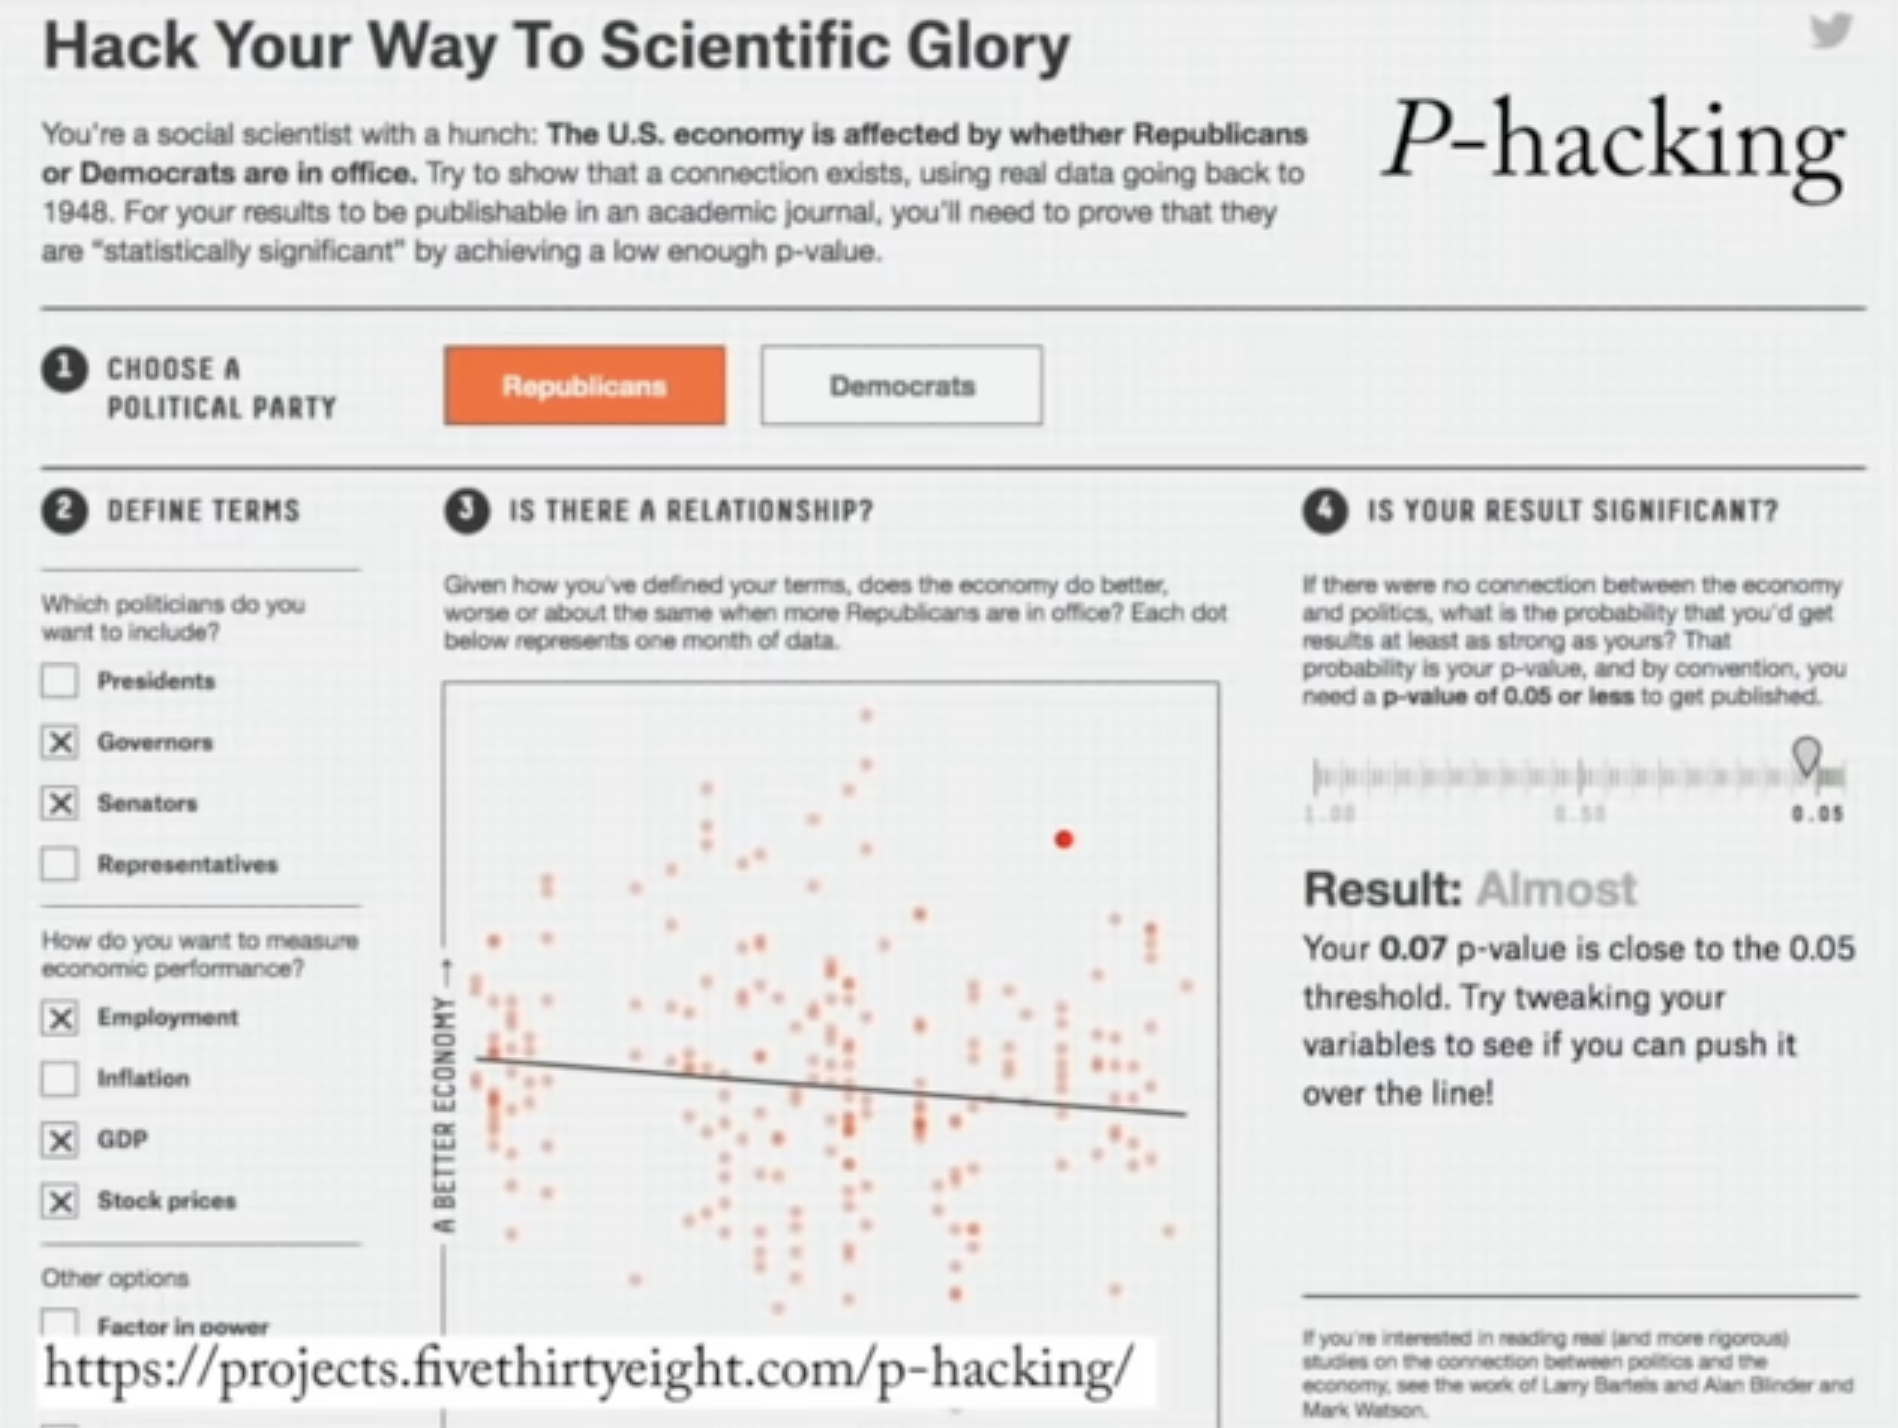 Hack Your Way To Scientific Glory
P-hacking
You're a social scientist with a hunch: The U.S. economy is affected by whether Republicans
or Democrats are in office. Try to show that a connection exists, using real data going back to
1948. For your results to be publishable in an academic journal, you'll need to prove that they
are “statistically significant” by achieving a low enough p-value.
1 CHOOSE A
POLITICAL PARTY
Republicans
Democrats
2 DEFINE TERMS
Which politicians do you
want to include?
Presidents
Governors
Senators
Representatives
How do you want to measure
economic performance?
Employment
Inflation
GDP
Stock prices
Other options
Factor in power
3 IS THERE A RELATIONSHIP?
Given how you've defined your terms, does the economy do better,
worse or about the same when more Republicans are in office? Each dot
below represents one month of data.
A BETTER ECONOMY →
4 IS YOUR RESULT SIGNIFICANT?
If there were no connection between the economy
and politics, what is the probability that you'd get
results at least as strong as yours? That
probability is your p-value, and by convention, you
need a p-value of 0.05 or less to get published.
1.00 0.50 0.05
Result: Almost
Your 0.07 p-value is close to the 0.05
threshold. Try tweaking your
variables to see if you can push it
over the line!
If you're interested in reading real (and more rigorous)
studies on the connection between politics and the
economy, see the work of Larry Bartels and Alan Blinder and
Mark Watson.
https://projects.fivethirtyeight.com/p-hacking/